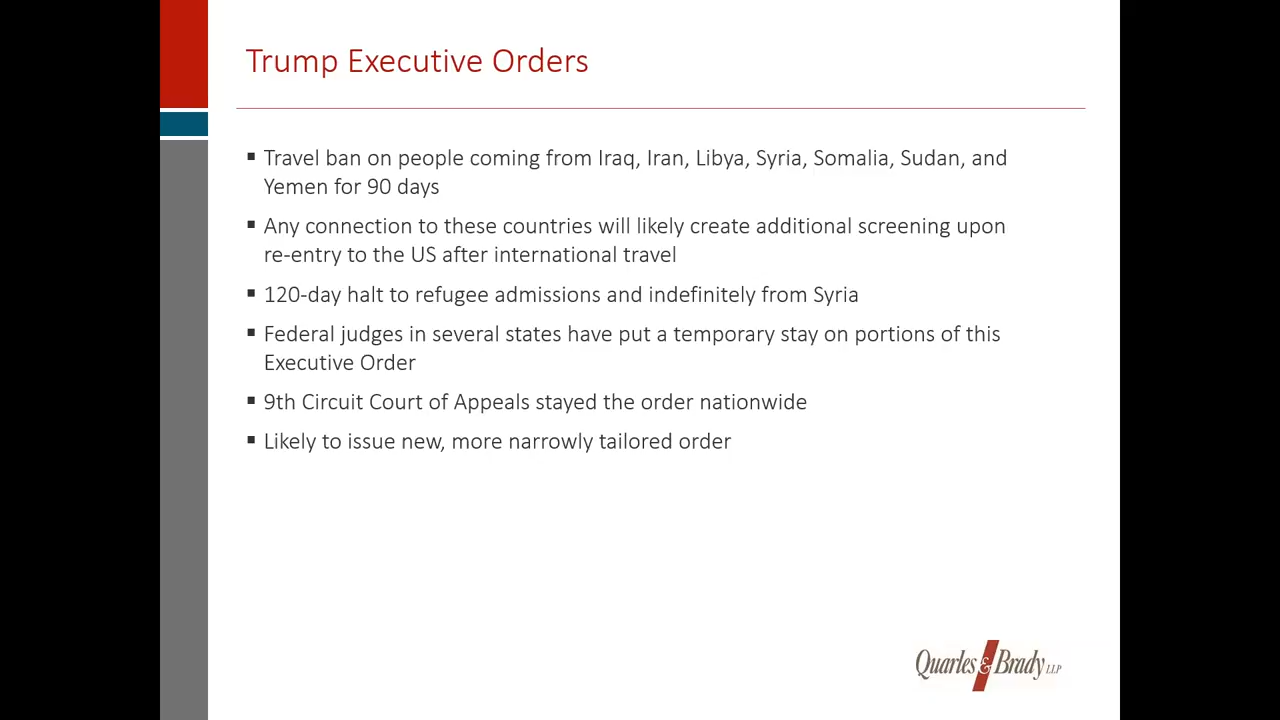 Trump Executive Orders
▪ Travel ban on people coming from Iraq, Iran, Libya, Syria, Somalia, Sudan, and
Yemen for 90 days
▪ Any connection to these countries will likely create additional screening upon
re-entry to the US after international travel
▪ 120-day halt to refugee admissions and indefinitely from Syria
▪ Federal judges in several states have put a temporary stay on portions of this
Executive Order
▪ 9th Circuit Court of Appeals stayed the order nationwide
▪ Likely to issue new, more narrowly tailored order
Quarles & Brady LLP